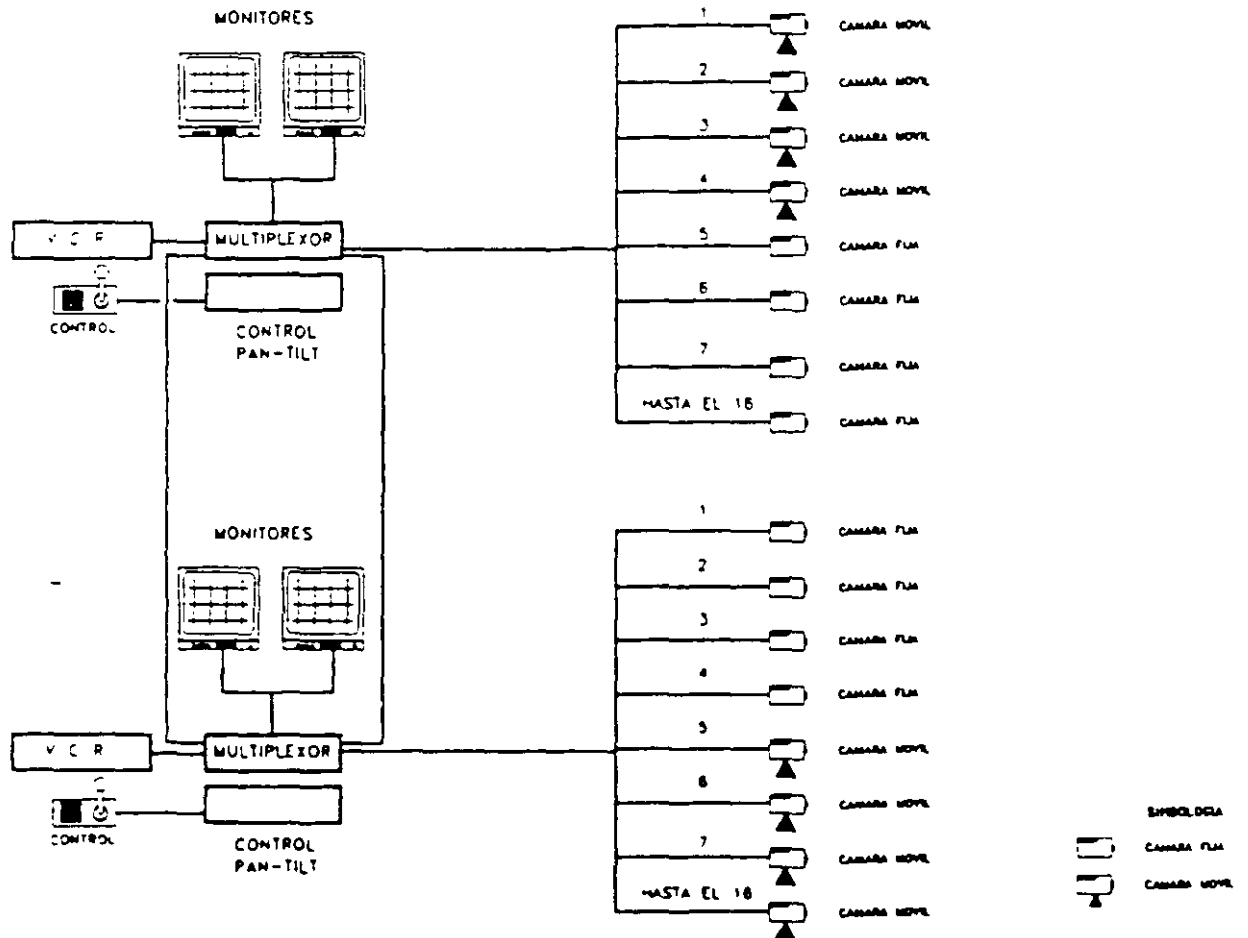 MONITORES
V C R
MULTIPLEXOR
CONTROL
CONTROL
PAN-TILT
1
CAMARA MOVIL
2
CAMARA MOVIL
3
CAMARA MOVIL
4
CAMARA MOVIL
5
CAMARA FIJA
6
CAMARA FIJA
7
CAMARA FIJA
HASTA EL 16
CAMARA FIJA
MONITORES
V C R
MULTIPLEXOR
CONTROL
CONTROL
PAN-TILT
1
CAMARA FIJA
2
CAMARA FIJA
3
CAMARA FIJA
4
CAMARA FIJA
5
CAMARA MOVIL
6
CAMARA MOVIL
7
CAMARA MOVIL
HASTA EL 16
CAMARA MOVIL
SIMBOLOGIA
CAMARA FIJA
CAMARA MOVIL